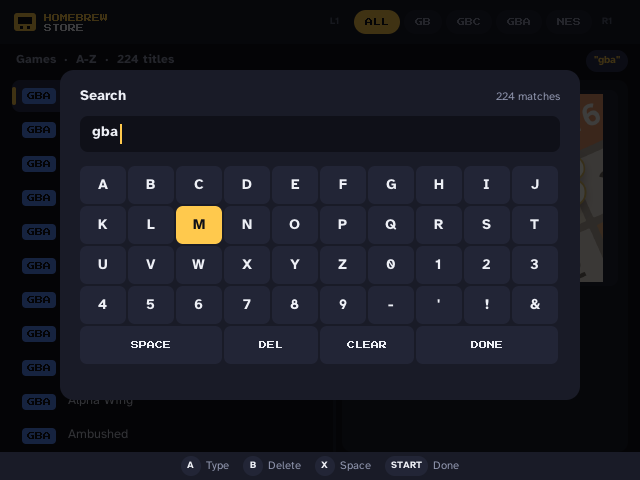 HOMEBREW
STORE
L1 ALL GB GBC GBA NES R1
Games · A-Z · 224 titles
"gba"
Search
224 matches
gba
A B C D E F G H I J
K L M N O P Q R S T
U V W X Y Z 0 1 2 3
4 5 6 7 8 9 - ' ! &
SPACE DEL CLEAR DONE
GBA
GBA
GBA
GBA
GBA
GBA
GBA
GBA
GBA
GBA Alpha Wing
GBA Ambushed
6
A Type B Delete X Space START Done